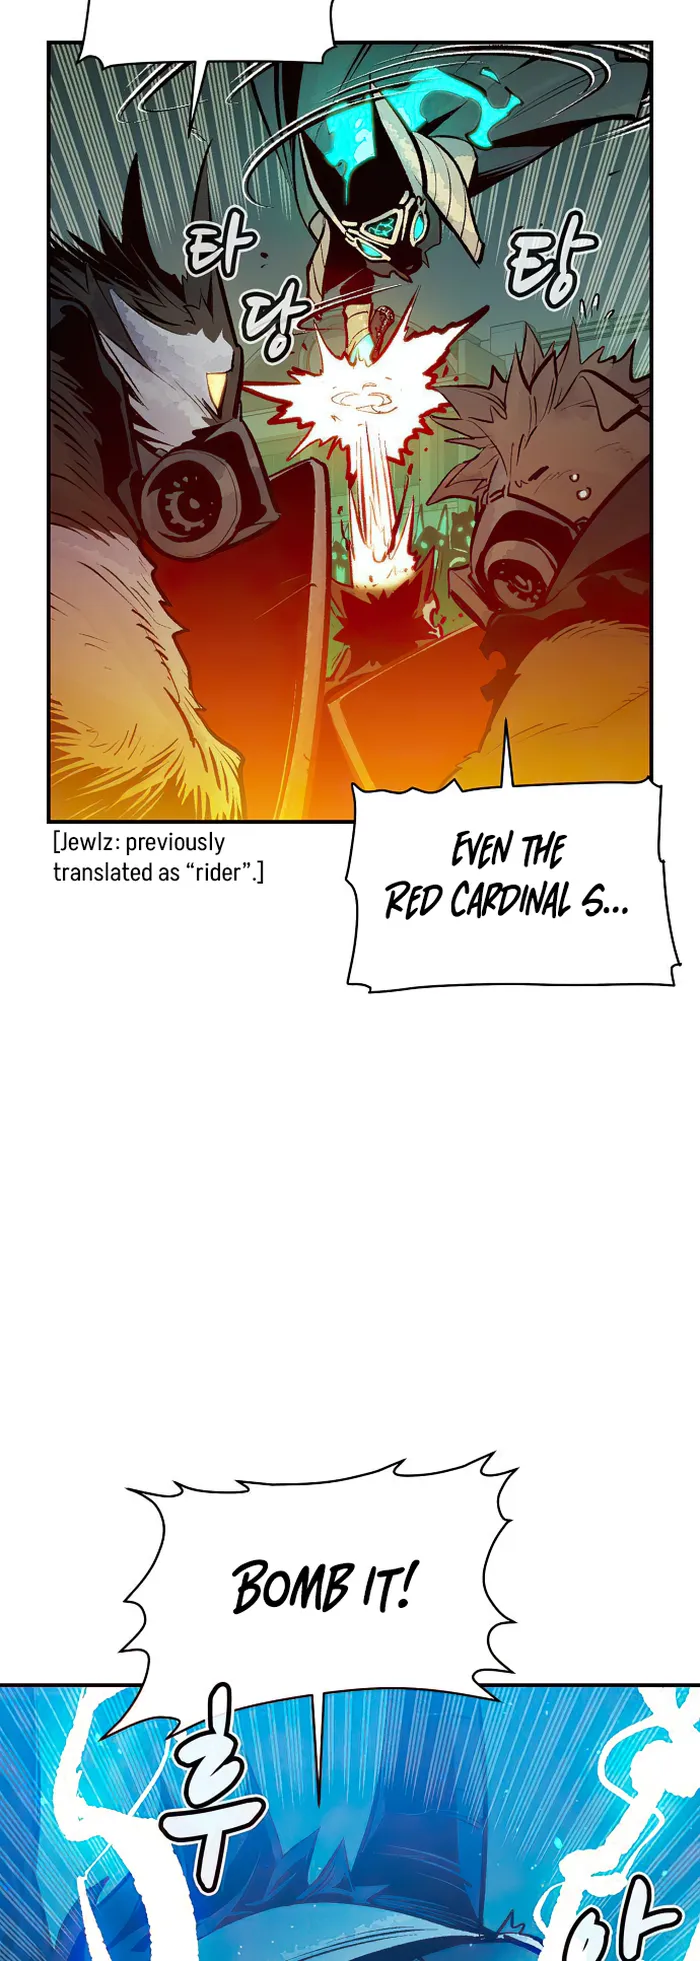 타
당
탕
[Jewlz: previously
translated as “rider”.]
EVEN THE
RED CARDINAL S...
BOMB IT!
후
아